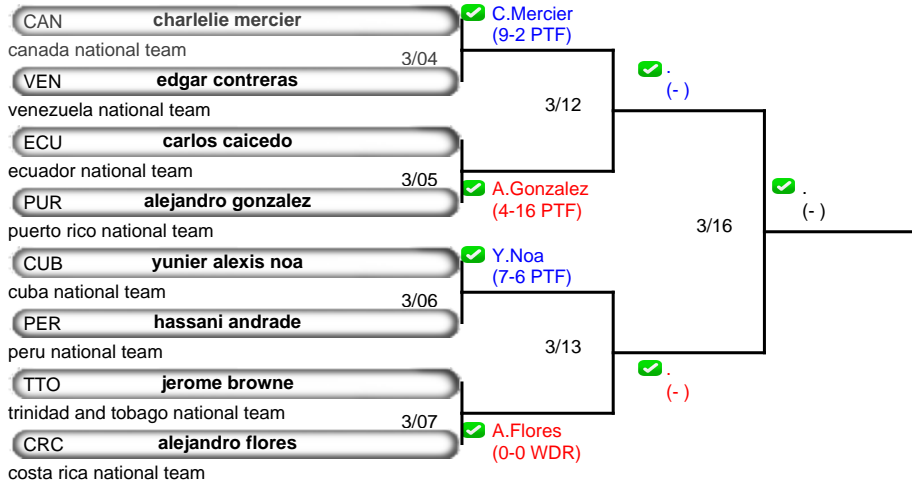 CAN charlelie mercier
canada national team
3/04
VEN edgar contreras
venezuela national team
C.Mercier
(9-2 PTF)
ECU carlos caicedo
ecuador national team
3/05
PUR alejandro gonzalez
puerto rico national team
A.Gonzalez
(4-16 PTF)
3/12
.
(- )
CUB yunier alexis noa
cuba national team
3/06
PER hassani andrade
peru national team
Y.Noa
(7-6 PTF)
TTO jerome browne
trinidad and tobago national team
3/07
CRC alejandro flores
costa rica national team
A.Flores
(0-0 WDR)
3/13
.
(- )
3/16
.
(- )